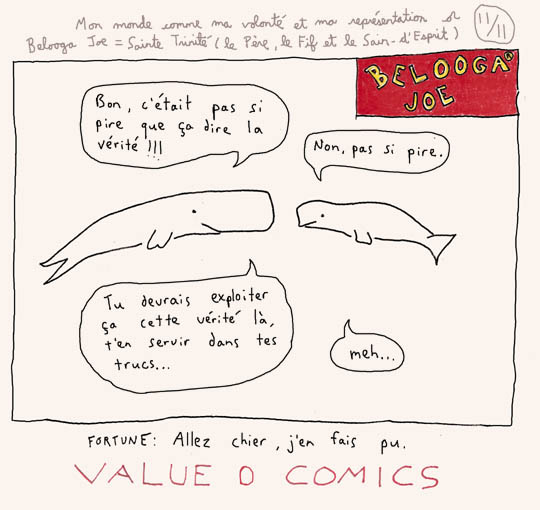 Mon monde comme ma volonté et ma représentation or
Belooga Joe = Sainte Trinité (le Père, le Fif et le Sain-d'Esprit)
11/11
BELOOGA
JOE
Bon, c'était pas si
pire que ça dire la
vérité !!!
Non, pas si pire.
Tu devrais exploiter
ça cette vérité là,
t'en servir dans tes
trucs...
meh...
FORTUNE: Allez chier, j'en fais pu.
VALUE D COMICS